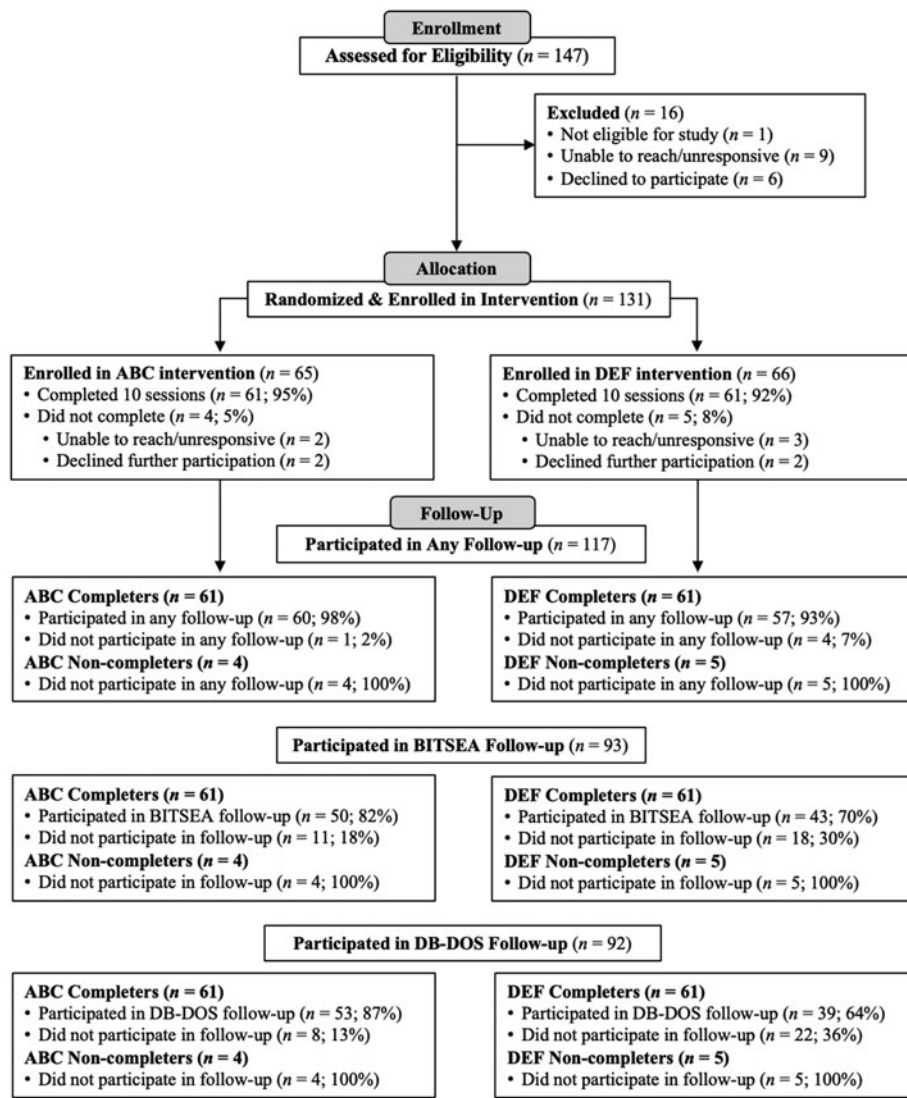 Enrollment
Assessed for Eligibility (n = 147)
Excluded (n = 16)
• Not eligible for study (n = 1)
• Unable to reach/unresponsive (n = 9)
• Declined to participate (n = 6)
Allocation
Randomized & Enrolled in Intervention (n = 131)
Enrolled in ABC intervention (n = 65)
• Completed 10 sessions (n = 61; 95%)
• Did not complete (n = 4; 5%)
• Unable to reach/unresponsive (n = 2)
• Declined further participation (n = 2)
Enrolled in DEF intervention (n = 66)
• Completed 10 sessions (n = 61; 92%)
• Did not complete (n = 5; 8%)
• Unable to reach/unresponsive (n = 3)
• Declined further participation (n = 2)
Follow-Up
Participated in Any Follow-up (n = 117)
ABC Completers (n = 61)
• Participated in any follow-up (n = 60; 98%)
• Did not participate in any follow-up (n = 1; 2%)
ABC Non-completers (n = 4)
• Did not participate in any follow-up (n = 4; 100%)
DEF Completers (n = 61)
• Participated in any follow-up (n = 57; 93%)
• Did not participate in any follow-up (n = 4; 7%)
DEF Non-completers (n = 5)
• Did not participate in any follow-up (n = 5; 100%)
Participated in BITSEA Follow-up (n = 93)
ABC Completers (n = 61)
• Participated in BITSEA follow-up (n = 50; 82%)
• Did not participate in follow-up (n = 11; 18%)
ABC Non-completers (n = 4)
• Did not participate in follow-up (n = 4; 100%)
DEF Completers (n = 61)
• Participated in BITSEA follow-up (n = 43; 70%)
• Did not participate in follow-up (n = 18; 30%)
DEF Non-completers (n = 5)
• Did not participate in follow-up (n = 5; 100%)
Participated in DB-DOS Follow-up (n = 92)
ABC Completers (n = 61)
• Participated in DB-DOS follow-up (n = 53; 87%)
• Did not participate in follow-up (n = 8; 13%)
ABC Non-completers (n = 4)
• Did not participate in follow-up (n = 4; 100%)
DEF Completers (n = 61)
• Participated in DB-DOS follow-up (n = 39; 64%)
• Did not participate in follow-up (n = 22; 36%)
DEF Non-completers (n = 5)
• Did not participate in follow-up (n = 5; 100%)